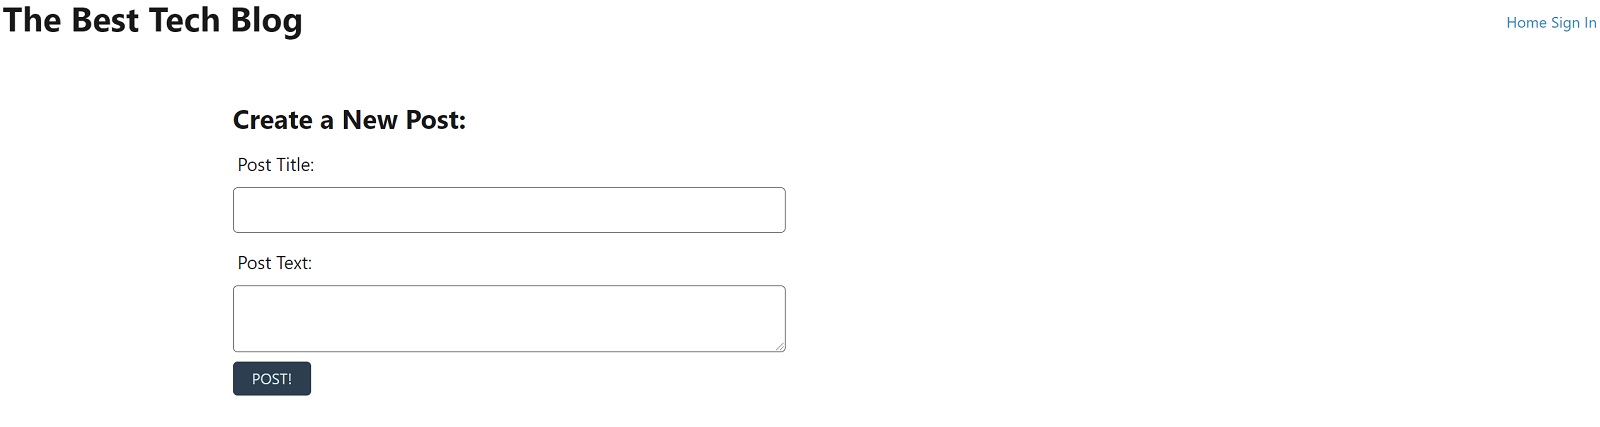 The Best Tech Blog
Home Sign In
Create a New Post:
Post Title:
Post Text:
POST!